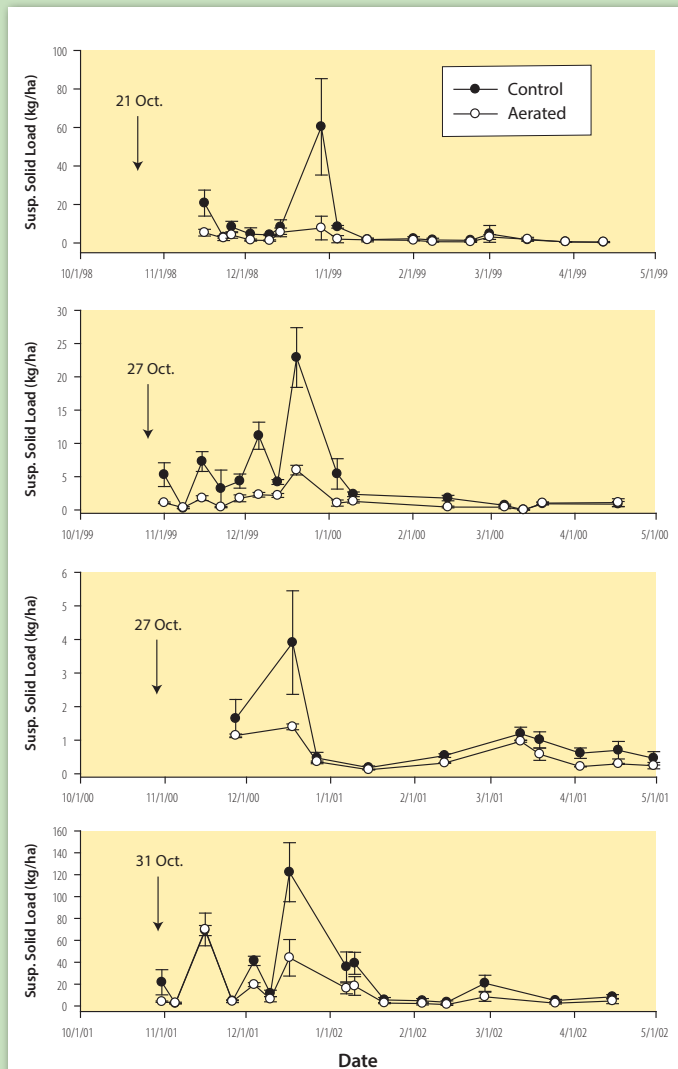 Susp. Solid Load (kg/ha)
100
80
60
40
20
0
21 Oct.
Control
Aerated
10/1/98 11/1/98 12/1/98 1/1/99 2/1/99 3/1/99 4/1/99 5/1/99
Susp. Solid Load (kg/ha)
30
25
20
15
10
5
0
27 Oct.
10/1/99 11/1/99 12/1/99 1/1/00 2/1/00 3/1/00 4/1/00 5/1/00
Susp. Solid Load (kg/ha)
6
5
4
3
2
1
0
27 Oct.
10/1/00 11/1/00 12/1/00 1/1/01 2/1/01 3/1/01 4/1/01 5/1/01
Susp. Solid Load (kg/ha)
160
140
120
100
80
60
40
20
0
31 Oct.
10/1/01 11/1/01 12/1/01 1/1/02 2/1/02 3/1/02 4/1/02 5/1/02
Date